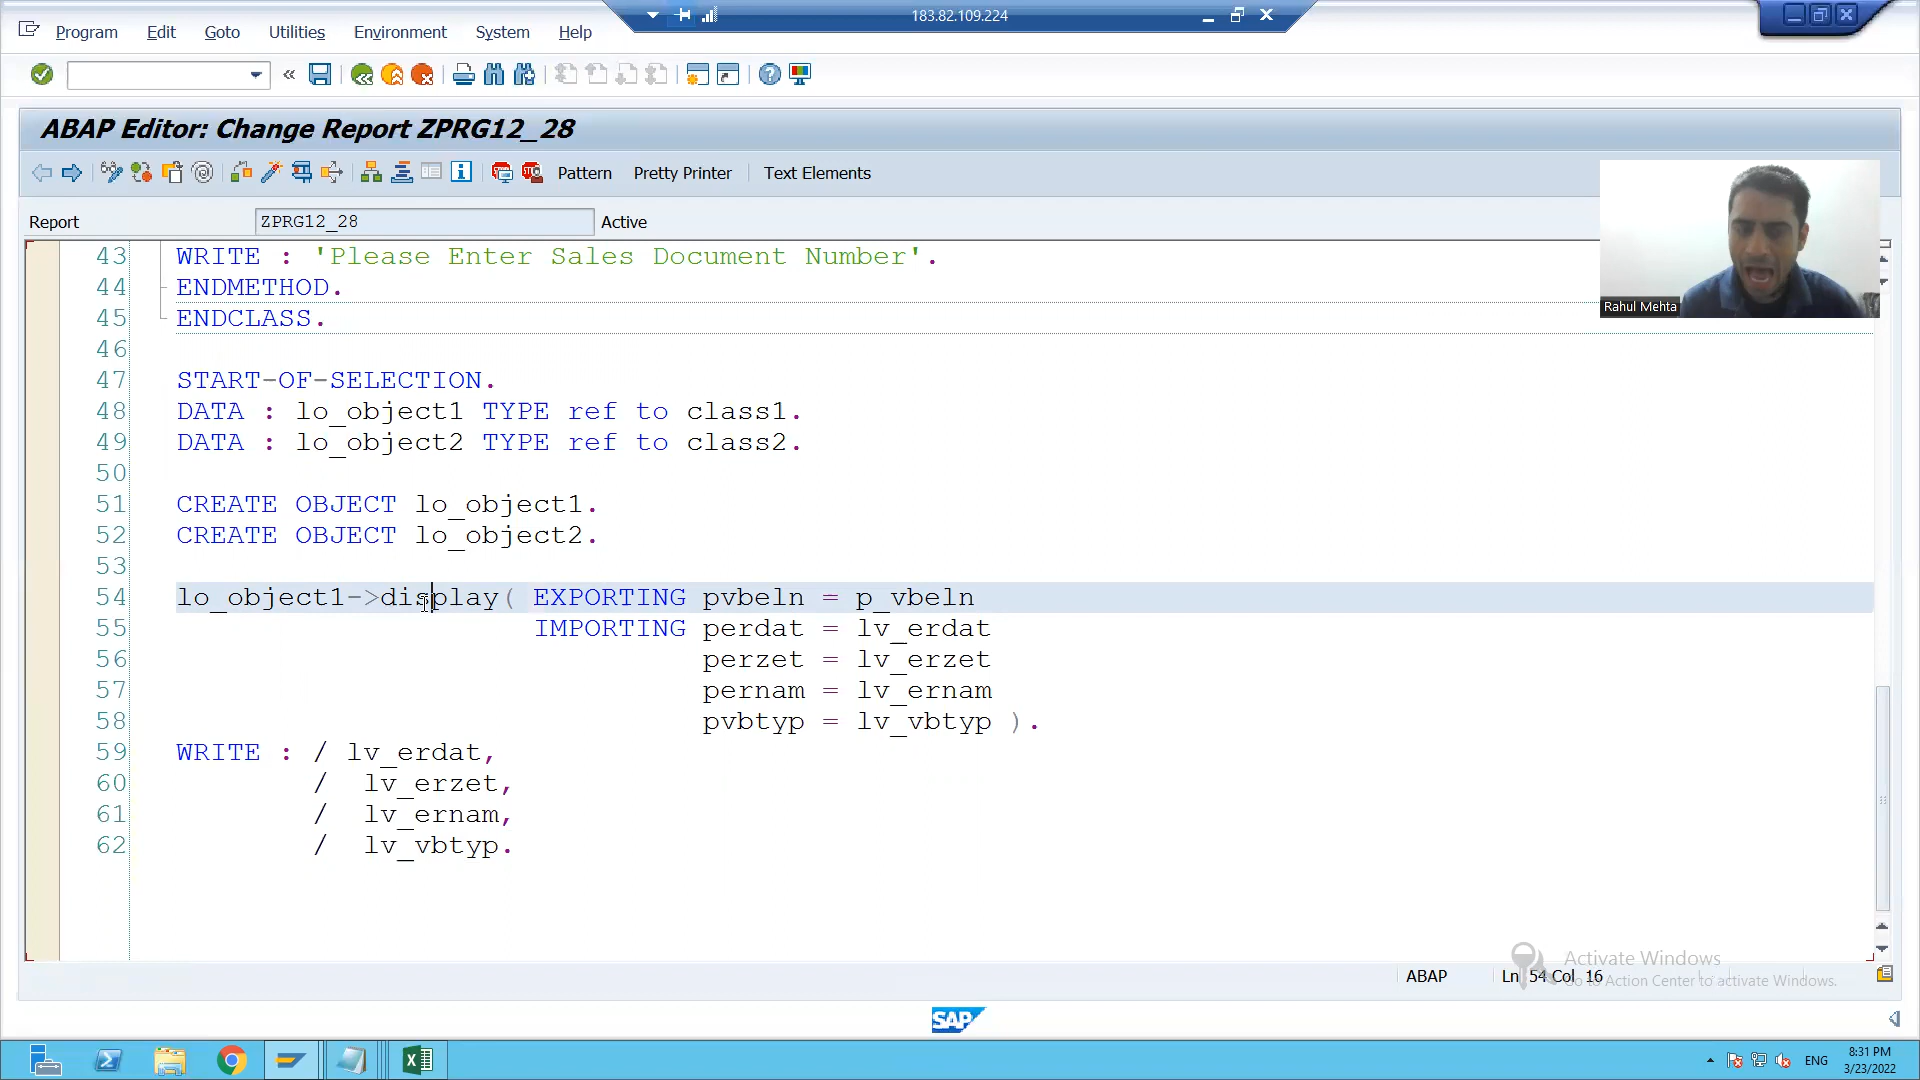 183.82.109.224
Program Edit Goto Utilities Environment System Help
ABAP Editor: Change Report ZPRG12_28
Pattern Pretty Printer Text Elements
Report ZPRG12_28 Active
Rahul Mehta
43 WRITE : 'Please Enter Sales Document Number'.
44 ENDMETHOD.
45 ENDCLASS.
46
47 START-OF-SELECTION.
48 DATA : lo_object1 TYPE ref to class1.
49 DATA : lo_object2 TYPE ref to class2.
50
51 CREATE OBJECT lo_object1.
52 CREATE OBJECT lo_object2.
53
54 lo_object1->display( EXPORTING pvbeln = p_vbeln
55 IMPORTING perdat = lv_erdat
56 perzet = lv_erzet
57 pernam = lv_ernam
58 pvbtyp = lv_vbtyp ).
59 WRITE : / lv_erdat,
60 / lv_erzet,
61 / lv_ernam,
62 / lv_vbtyp.
Activate Windows
Go to Action Center to activate Windows.
ABAP Ln 54 Col 16
SAP
ENG
8:31 PM
3/23/2022